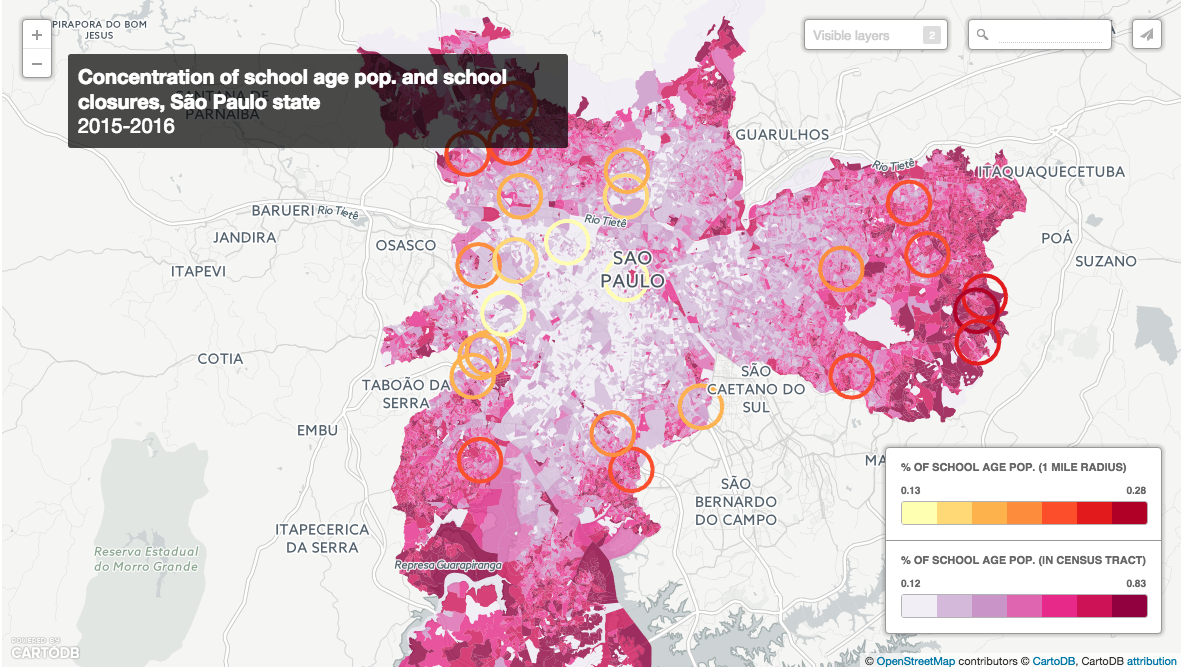 PIRAPORA DO BOM
JESUS
+
−
Visible layers 2
Concentration of school age pop. and school
closures, São Paulo state
2015-2016
SANTANA DE
PARNAÍBA
GUARULHOS
Rio Tietê
ITAQUAQUECETUBA
BARUERI Rio Tietê
Rio Tietê
JANDIRA
OSASCO
POÁ
SAO
PAULO
SUZANO
ITAPEVI
COTIA
SÃO
CAETANO DO
SUL
TABOÃO DA
SERRA
EMBU
MA
SÃO
BERNARDO
DO CAMPO
ITAPECERICA
DA SERRA
Reserva Estadual
do Morro Grande
Represa Guarapiranga
% OF SCHOOL AGE POP. (1 MILE RADIUS)
0.13 0.28
% OF SCHOOL AGE POP. (IN CENSUS TRACT)
0.12 0.83
POWERED BY
CARTODB
© OpenStreetMap contributors © CartoDB, CartoDB attribution